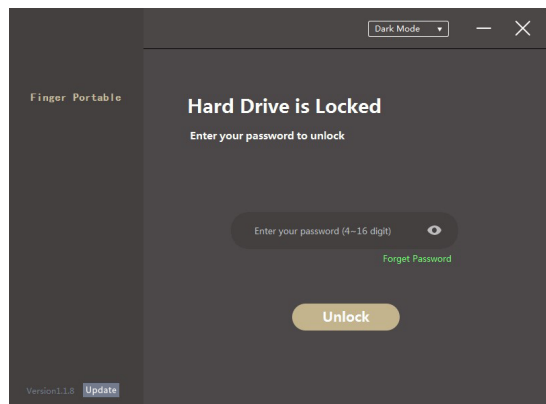 Dark Mode
Finger Portable
Hard Drive is Locked
Enter your password to unlock
Enter your password (4~16 digit)
Forget Password
Unlock
Version1.1.8 Update